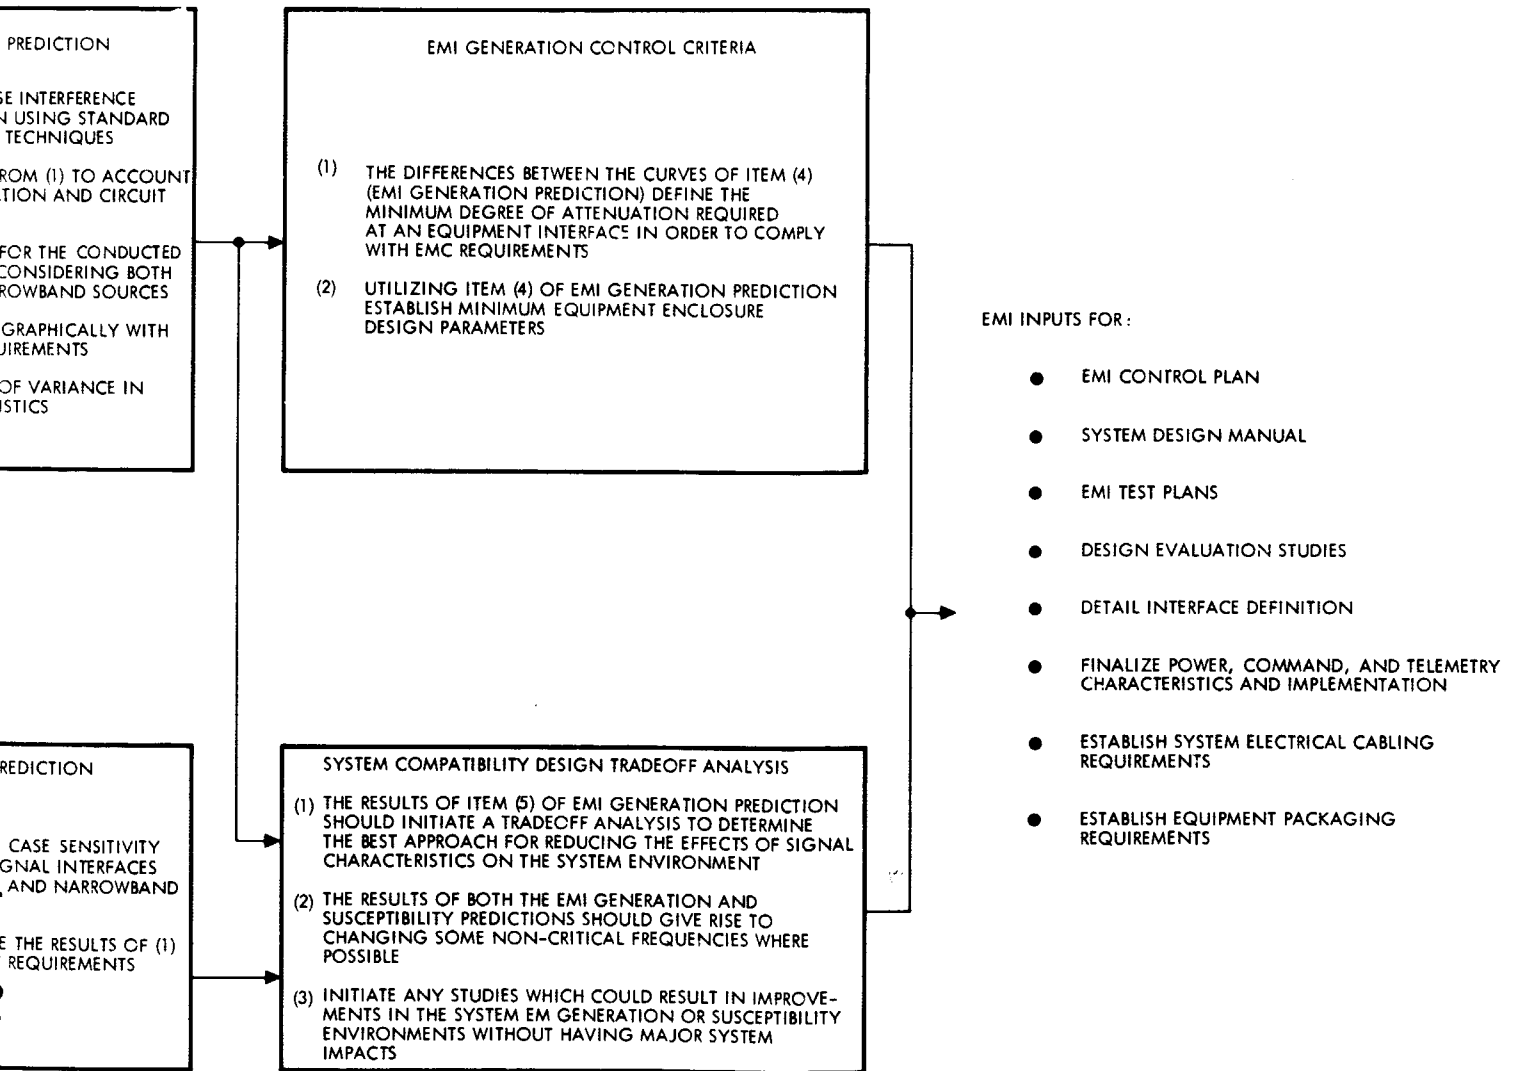 PREDICTION
INTERFERENCE
USING STANDARD
TECHNIQUES
(1) TO ACCOUNT
AND CIRCUIT
FOR THE CONDUCTED
CONSIDERING BOTH
SOURCES
GRAPHICALLY WITH
OF VARIANCE IN
EMI GENERATION CONTROL CRITERIA
(1) THE DIFFERENCES BETWEEN THE CURVES OF ITEM (4)
(EMI GENERATION PREDICTION) DEFINE THE
MINIMUM DEGREE OF ATTENUATION REQUIRED
AT AN EQUIPMENT INTERFACE IN ORDER TO COMPLY
WITH EMC REQUIREMENTS
(2) UTILIZING ITEM (4) OF EMI GENERATION PREDICTION
ESTABLISH MINIMUM EQUIPMENT ENCLOSURE
DESIGN PARAMETERS
CASE SENSITIVITY
INTERFACES
AND NARROWBAND
THE RESULTS OF (1)
REQUIREMENTS
SYSTEM COMPATIBILITY DESIGN TRADEOFF ANALYSIS
(1) THE RESULTS OF ITEM (5) OF EMI GENERATION PREDICTION
SHOULD INITIATE A TRADEOFF ANALYSIS TO DETERMINE
THE BEST APPROACH FOR REDUCING THE EFFECTS OF SIGNAL
CHARACTERISTICS ON THE SYSTEM ENVIRONMENT
(2) THE RESULTS OF BOTH THE EMI GENERATION AND
SUSCEPTIBILITY PREDICTIONS SHOULD GIVE RISE TO
CHANGING SOME NON-CRITICAL FREQUENCIES WHERE
POSSIBLE
(3) INITIATE ANY STUDIES WHICH COULD RESULT IN IMPROVE-
MENTS IN THE SYSTEM EM GENERATION OR SUSCEPTIBILITY
ENVIRONMENTS WITHOUT HAVING MAJOR SYSTEM
IMPACTS
EMI INPUTS FOR:
● EMI CONTROL PLAN
● SYSTEM DESIGN MANUAL
● EMI TEST PLANS
● DESIGN EVALUATION STUDIES
● DETAIL INTERFACE DEFINITION
● FINALIZE POWER, COMMAND, AND TELEMETRY
CHARACTERISTICS AND IMPLEMENTATION
● ESTABLISH SYSTEM ELECTRICAL CABLING
REQUIREMENTS
● ESTABLISH EQUIPMENT PACKAGING
REQUIREMENTS